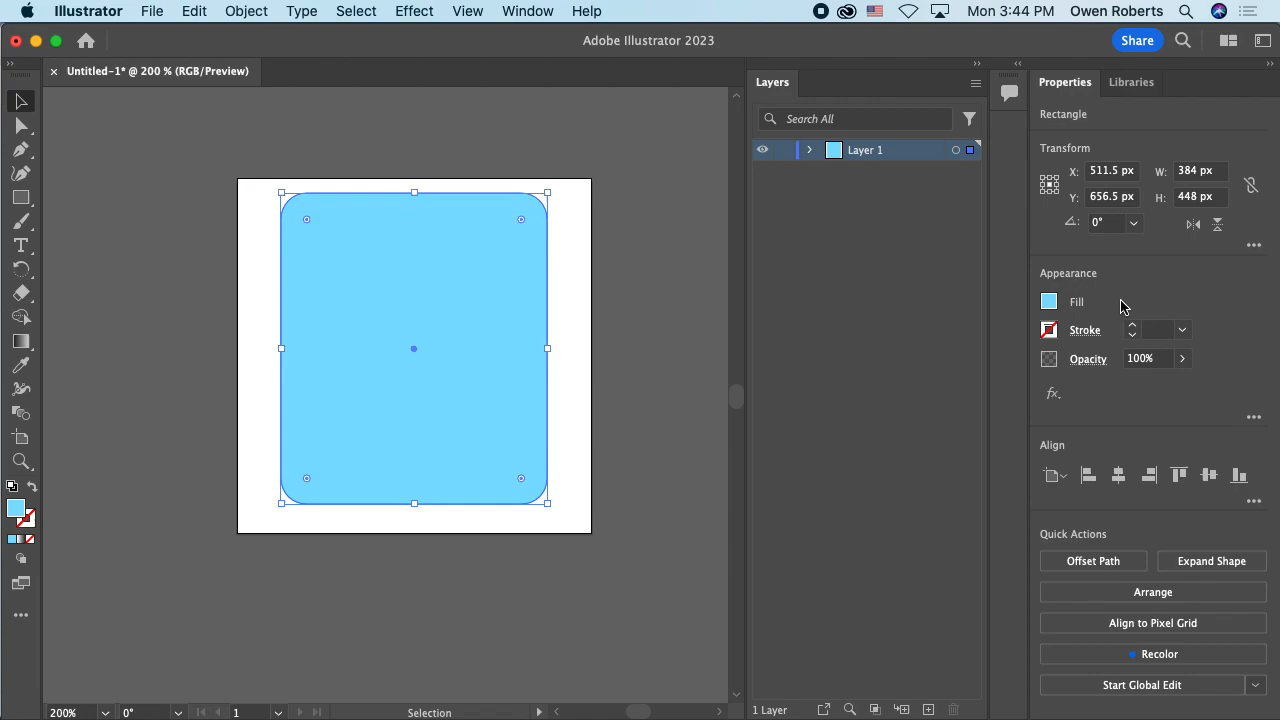 Illustrator File Edit Object Type Select Effect View Window Help Mon 3:44 PM Owen Roberts
Adobe Illustrator 2023
Share
Untitled-1* @ 200 % (RGB/Preview)
Layers
Properties
Libraries
Search All
Rectangle
Layer 1
Transform
X: 511.5 px W: 384 px
Y: 656.5 px H: 448 px
0°
Appearance
Fill
Stroke
Opacity 100%
fx.
Align
Quick Actions
Offset Path
Expand Shape
Arrange
Align to Pixel Grid
Recolor
Start Global Edit
200% 0° 1 Selection
1 Layer